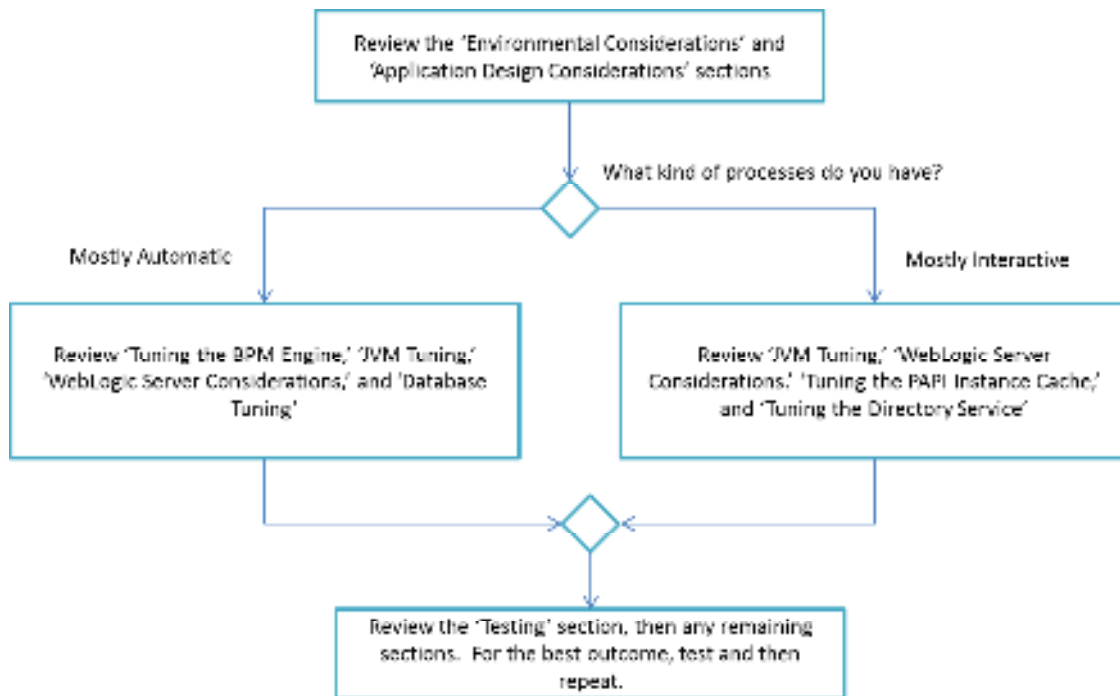 Review the 'Environmental Considerations' and
'Application Design Considerations' sections
What kind of processes do you have?
Mostly Automatic
Mostly Interactive
Review 'Tuning the BPM Engine,' 'JVM Tuning,'
'WebLogic Server Considerations,' and 'Database
Tuning'
Review 'JVM Tuning,' 'WebLogic Server
Considerations.' 'Tuning the PAPI Instance Cache,'
and 'Tuning the Directory Service'
Review the 'Testing' section, then any remaining
sections. For the best outcome, test and then
repeat.